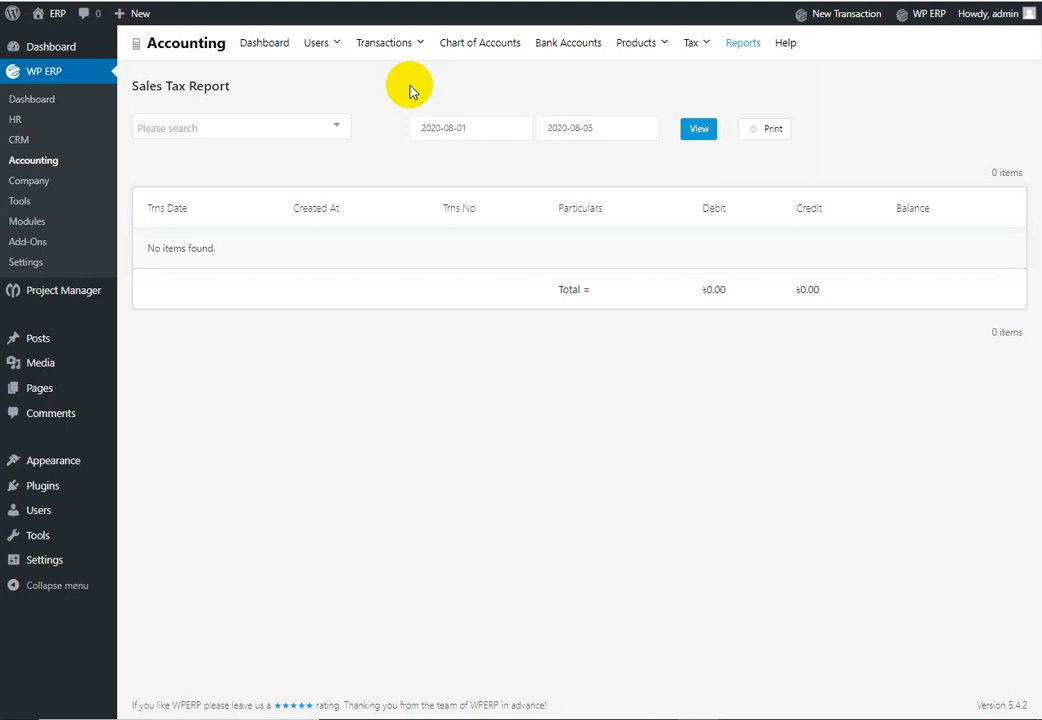 ERP 0 New New Transaction WP ERP Howdy, admin
Dashboard
WP ERP
Dashboard
HR
CRM
Accounting
Company
Tools
Modules
Add-Ons
Settings
Project Manager
Posts
Media
Pages
Comments
Appearance
Plugins
Users
Tools
Settings
Collapse menu
Accounting Dashboard Users Transactions Chart of Accounts Bank Accounts Products Tax Reports Help
Sales Tax Report
Please search 2020-08-01 2020-08-05 View Print
0 items
Trns Date Created At Trns No Particulars Debit Credit Balance
No items found.
Total = ৳0.00 ৳0.00
0 items
If you like WPERP please leave us a ★★★★★ rating. Thanking you from the team of WPERP in advance! Version 5.4.2